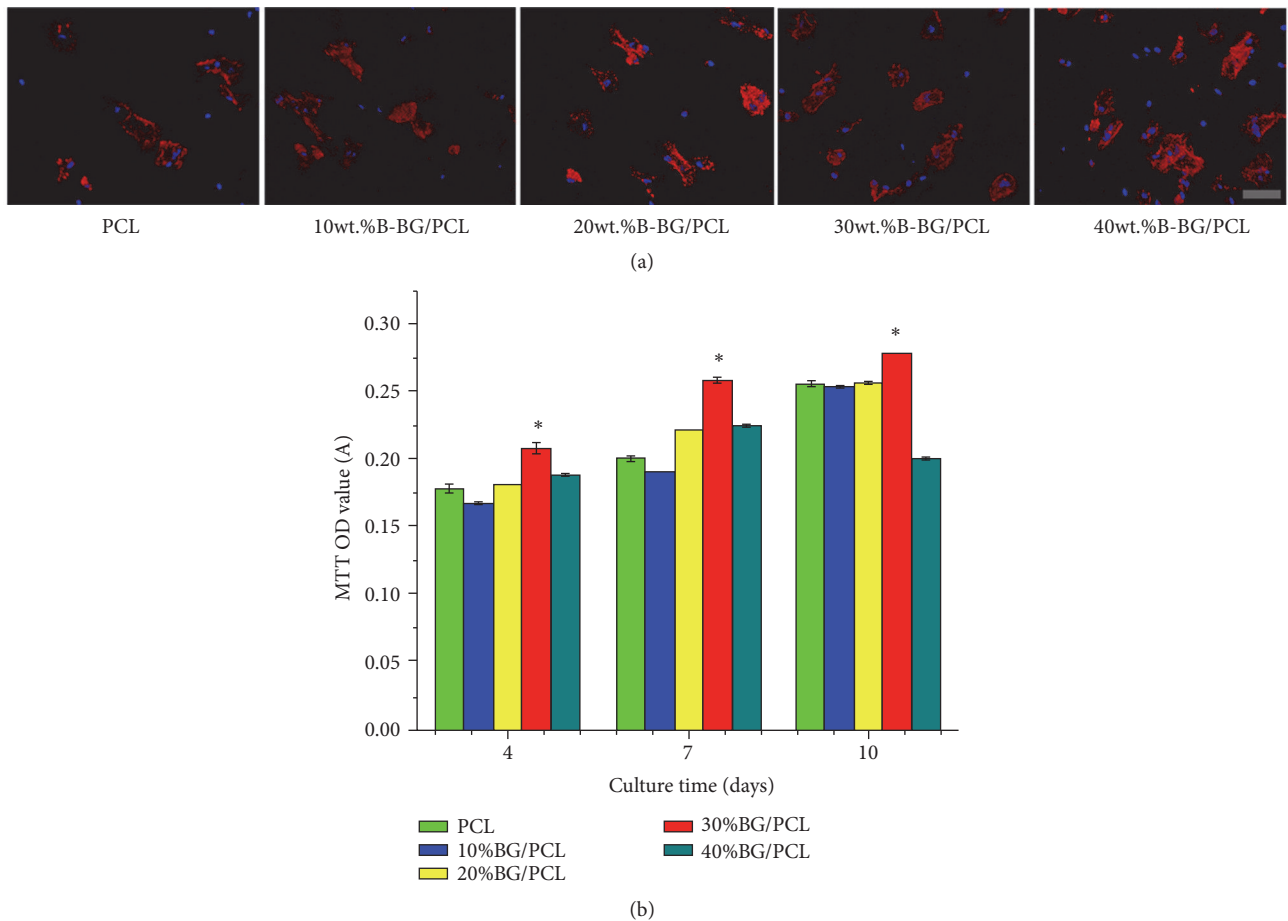 PCL
10wt.%B-BG/PCL
20wt.%B-BG/PCL
30wt.%B-BG/PCL
40wt.%B-BG/PCL
(a)
0.30
0.25
0.20
0.15
0.10
0.05
0.00
MTT OD value (A)
*
*
*
4
7
10
Culture time (days)
PCL
10%BG/PCL
20%BG/PCL
30%BG/PCL
40%BG/PCL
(b)